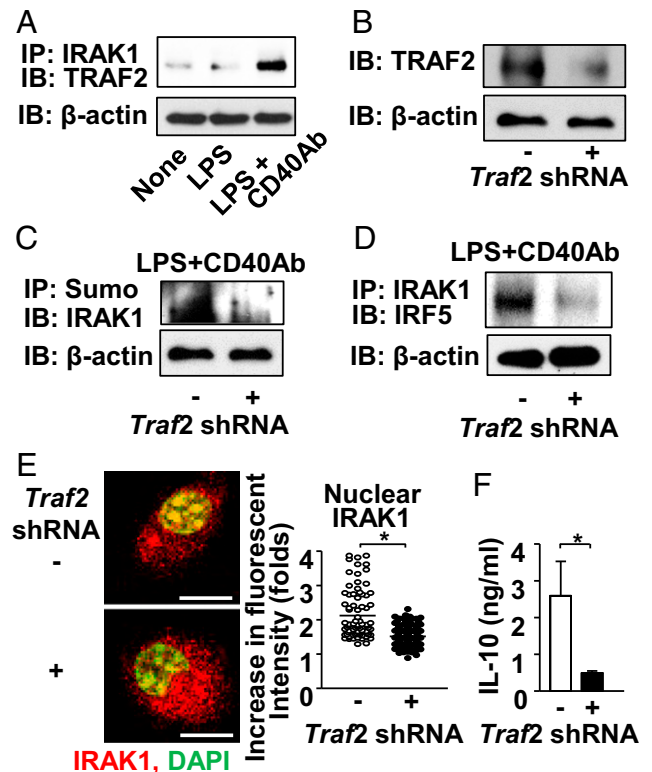 A
IP: IRAK1
IB: TRAF2
IB: β-actin
None
LPS
LPS +
CD40Ab
B
IB: TRAF2
IB: β-actin
- +
Traf2 shRNA
C
LPS+CD40Ab
IP: Sumo
IB: IRAK1
IB: β-actin
- +
Traf2 shRNA
D
LPS+CD40Ab
IP: IRAK1
IB: IRF5
IB: β-actin
- +
Traf2 shRNA
E
Traf2
shRNA
-
+
IRAK1, DAPI
Increase in fluorescent
Intensity (folds)
Nuclear
IRAK1
*
4
3
2
1
0
- +
Traf2 shRNA
F
IL-10 (ng/ml)
*
4
3
2
1
0
- +
Traf2 shRNA